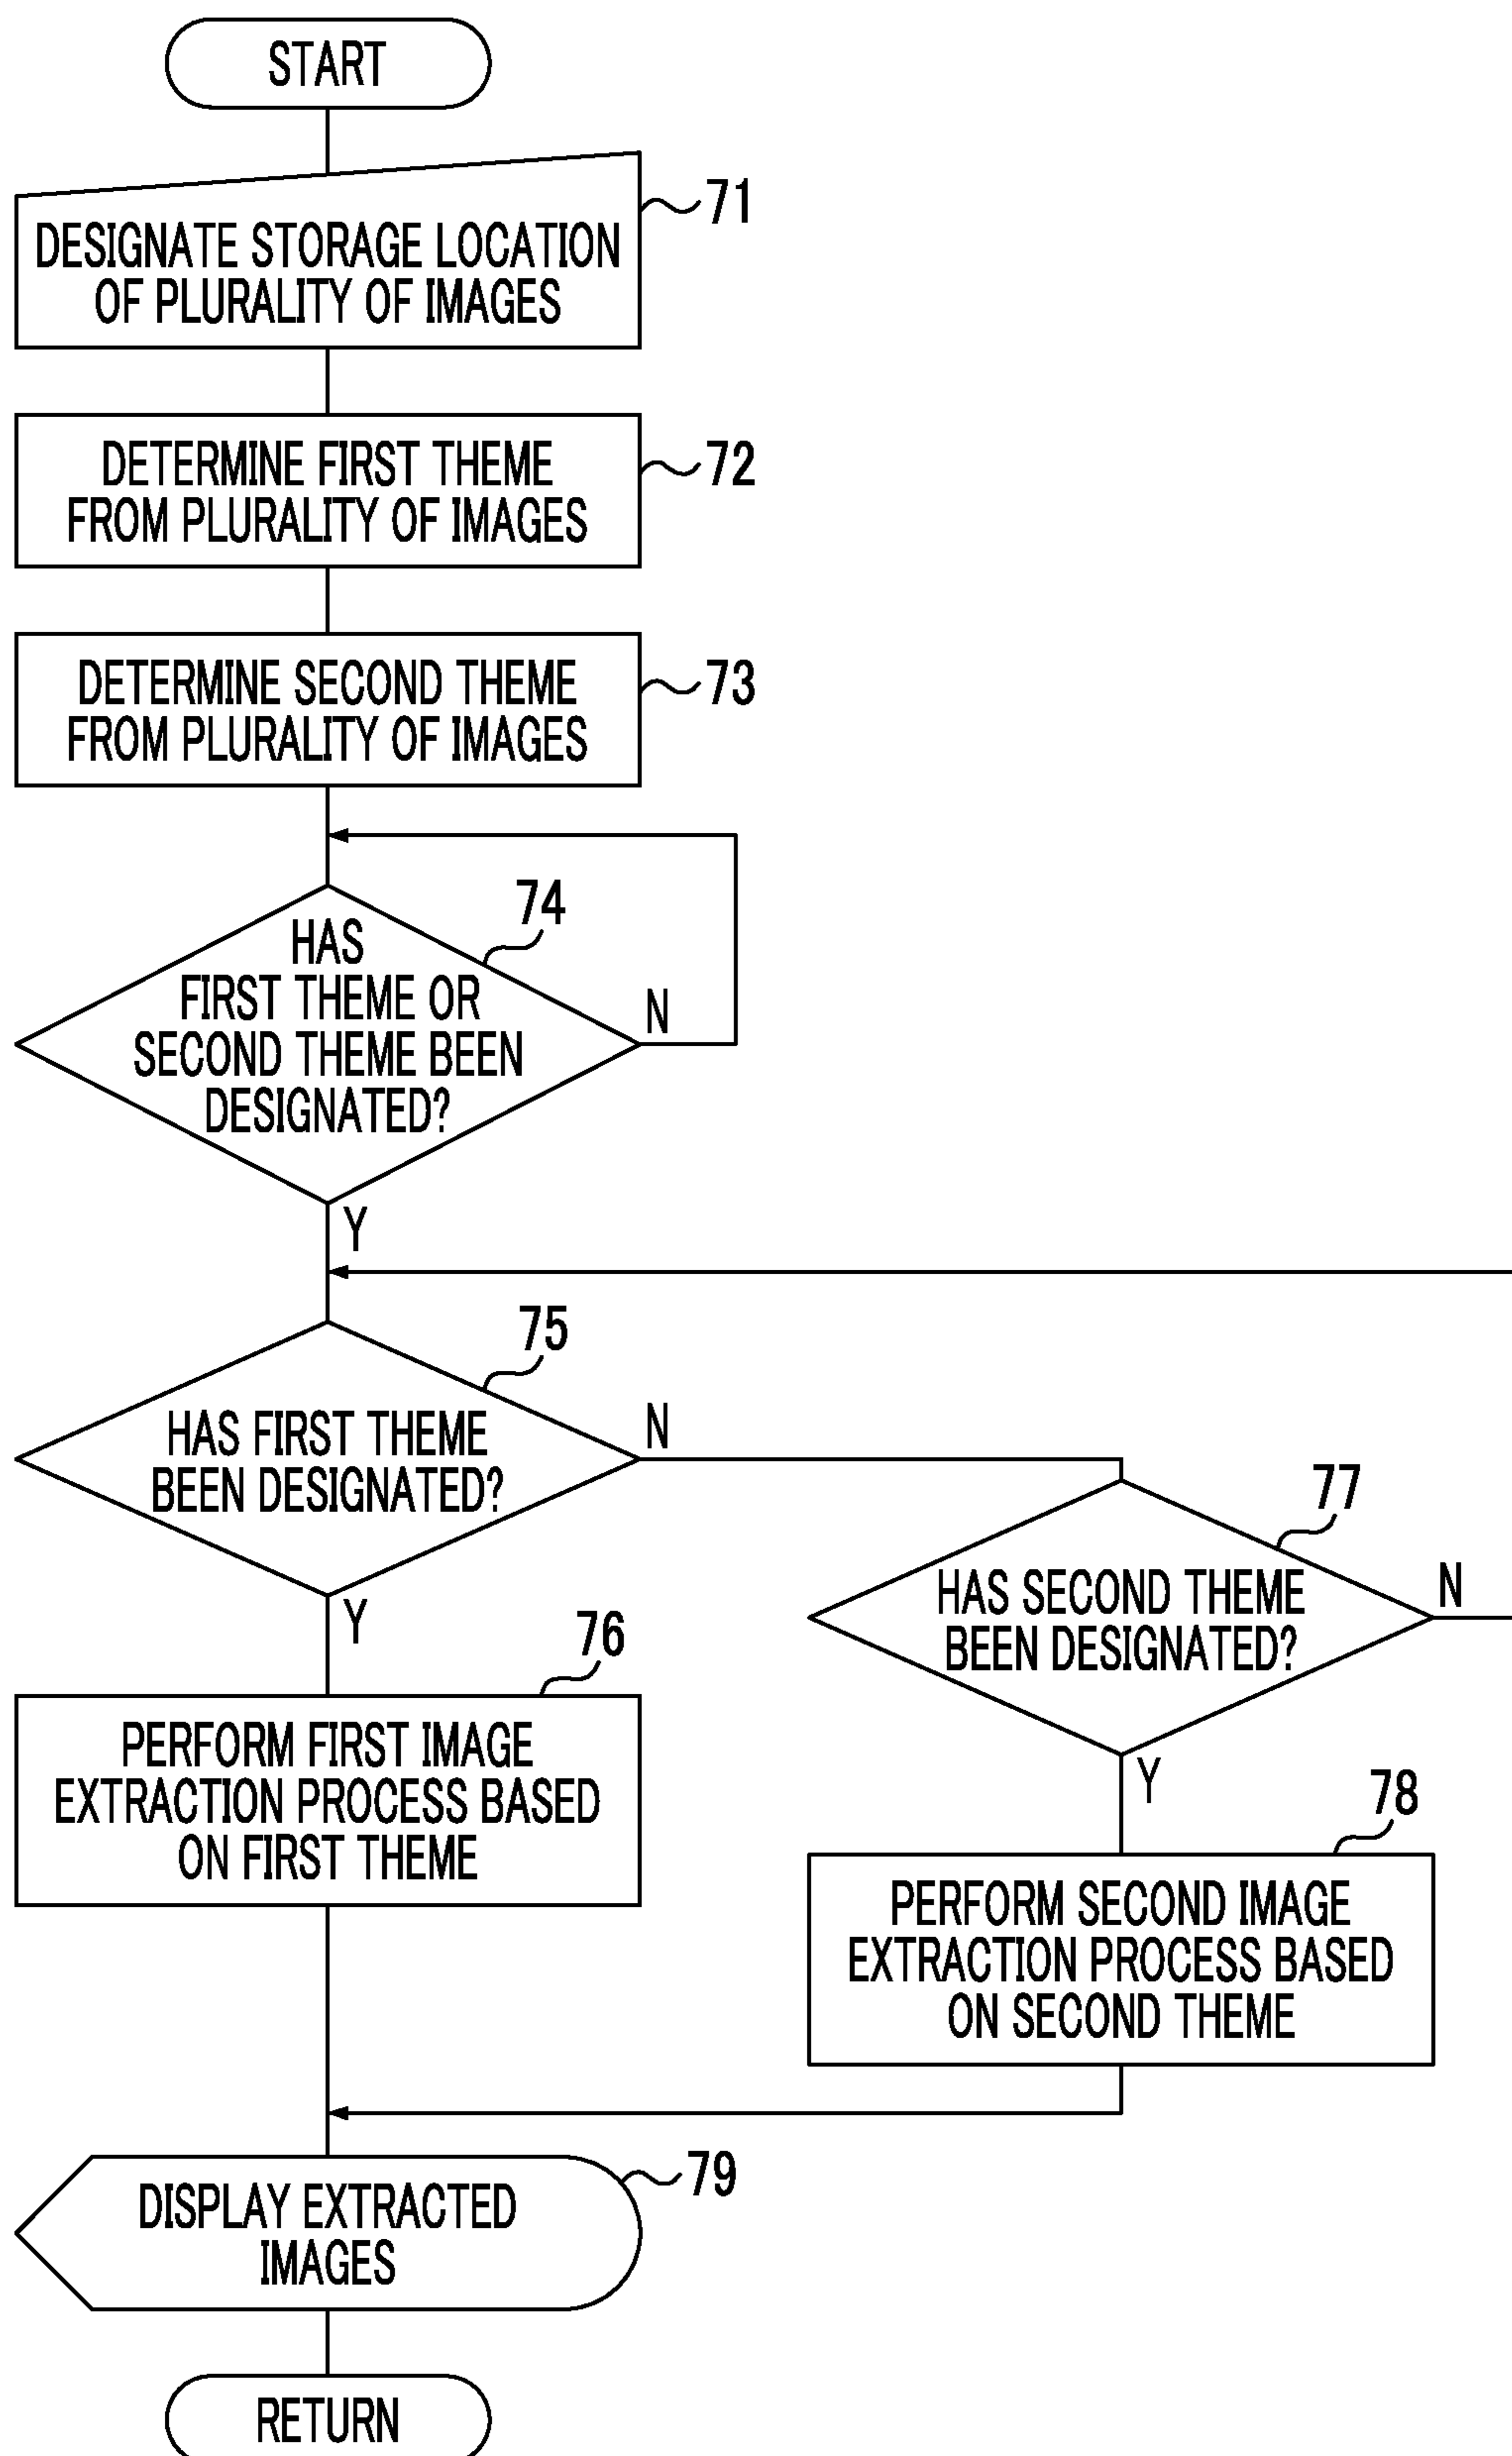 START
71
DESIGNATE STORAGE LOCATION
OF PLURALITY OF IMAGES
72
DETERMINE FIRST THEME
FROM PLURALITY OF IMAGES
73
DETERMINE SECOND THEME
FROM PLURALITY OF IMAGES
74
HAS
FIRST THEME OR
SECOND THEME BEEN
DESIGNATED?
N
Y
75
HAS FIRST THEME
BEEN DESIGNATED?
N
Y
77
HAS SECOND THEME
BEEN DESIGNATED?
N
Y
76
PERFORM FIRST IMAGE
EXTRACTION PROCESS BASED
ON FIRST THEME
78
PERFORM SECOND IMAGE
EXTRACTION PROCESS BASED
ON SECOND THEME
79
DISPLAY EXTRACTED
IMAGES
RETURN